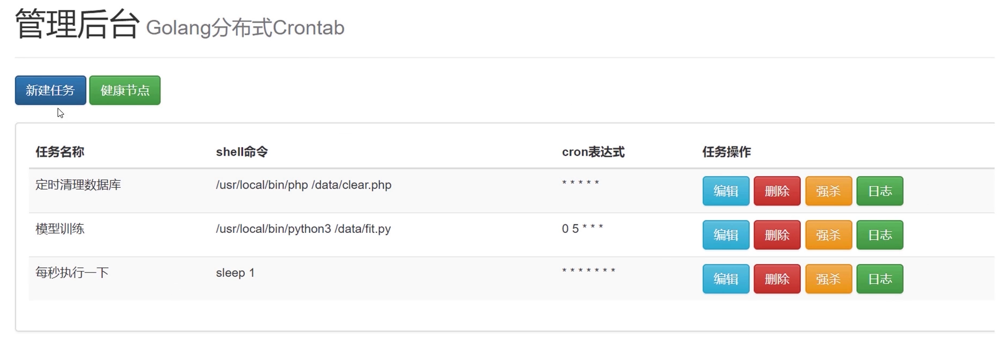 管理后台 Golang分布式Crontab
新建任务 健康节点
任务名称 shell命令 cron表达式 任务操作
定时清理数据库 /usr/local/bin/php /data/clear.php * * * * * 编辑 删除 强杀 日志
模型训练 /usr/local/bin/python3 /data/fit.py 0 5 * * * 编辑 删除 强杀 日志
每秒执行一下 sleep 1 * * * * * * * 编辑 删除 强杀 日志